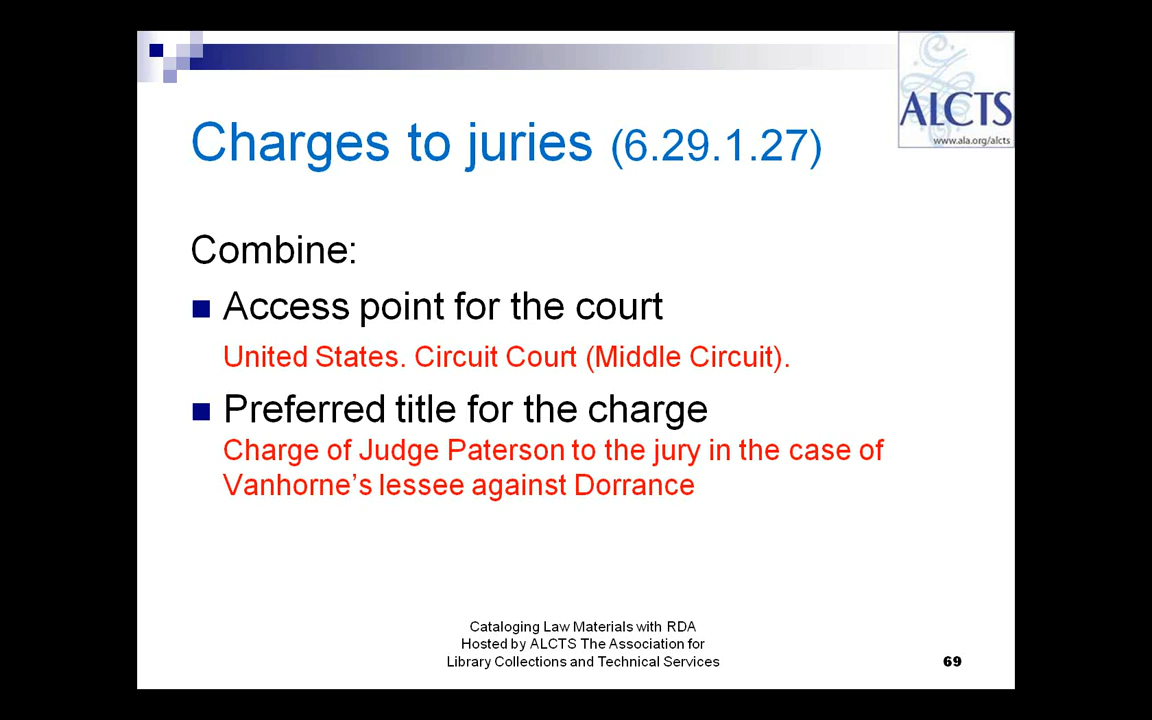 ALCTS
www.ala.org/alcts
Charges to juries (6.29.1.27)
Combine:
Access point for the court
United States. Circuit Court (Middle Circuit).
Preferred title for the charge
Charge of Judge Paterson to the jury in the case of
Vanhorne’s lessee against Dorrance
Cataloging Law Materials with RDA
Hosted by ALCTS The Association for
Library Collections and Technical Services
69